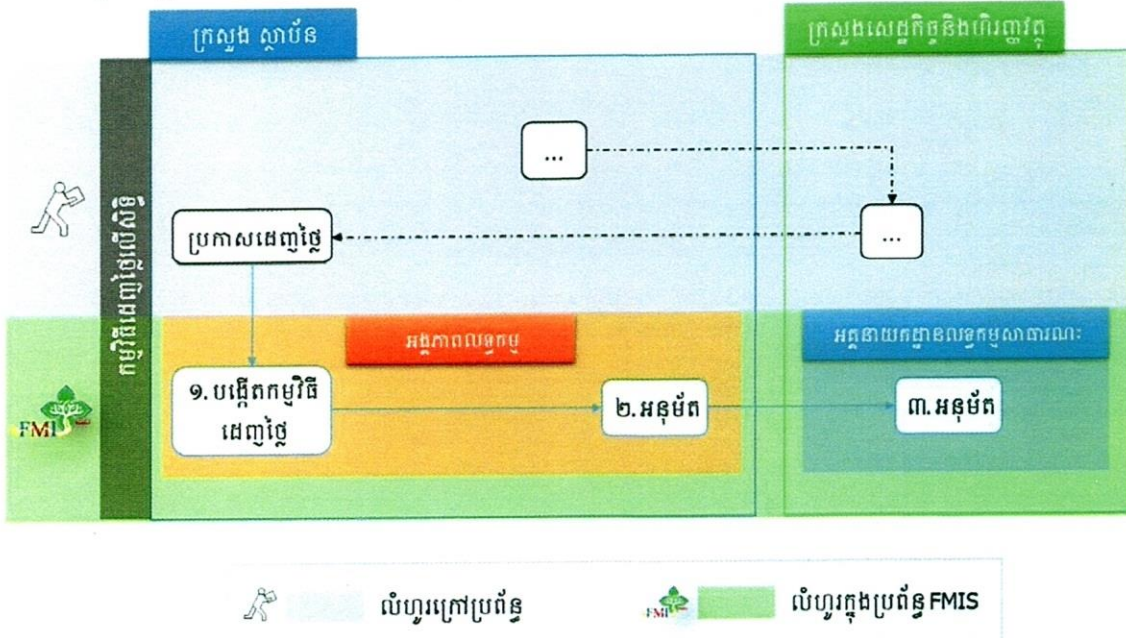 ក្រសួង ស្ថាប័ន
ក្រសួងសេដ្ឋកិច្ចនិងហិរញ្ញវត្ថុ
កម្មវិធីដេញថ្លៃលើសិទ្ធិ
...
ប្រកាសដេញថ្លៃ
...
អង្គភាពលទ្ធកម្ម
អគ្គនាយកដ្ឋានលទ្ធកម្មសាធារណៈ
១. បង្កើតកម្មវិធី
ដេញថ្លៃ
២. អនុម័ត
៣. អនុម័ត
FMIS
លំហូរក្រៅប្រព័ន្ធ
FMIS
លំហូរក្នុងប្រព័ន្ធ FMIS